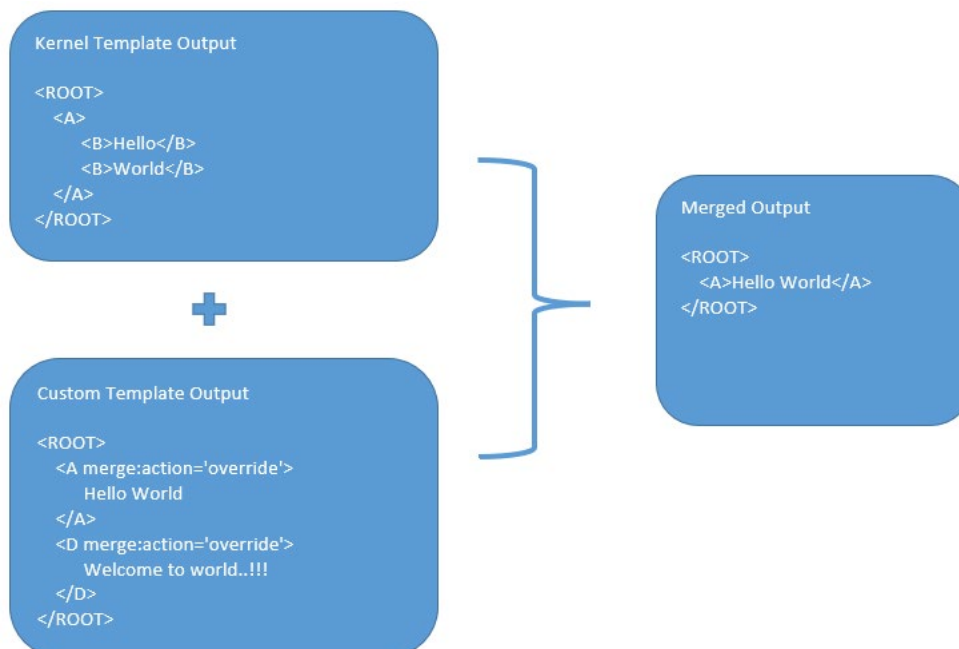 Kernel Template Output
<ROOT>
<A>
<B>Hello</B>
<B>World</B>
</A>
</ROOT>
Custom Template Output
<ROOT>
<A merge:action='override'>
Hello World
</A>
<D merge:action='override'>
Welcome to world..!!!
</D>
</ROOT>
Merged Output
<ROOT>
<A>Hello World</A>
</ROOT>